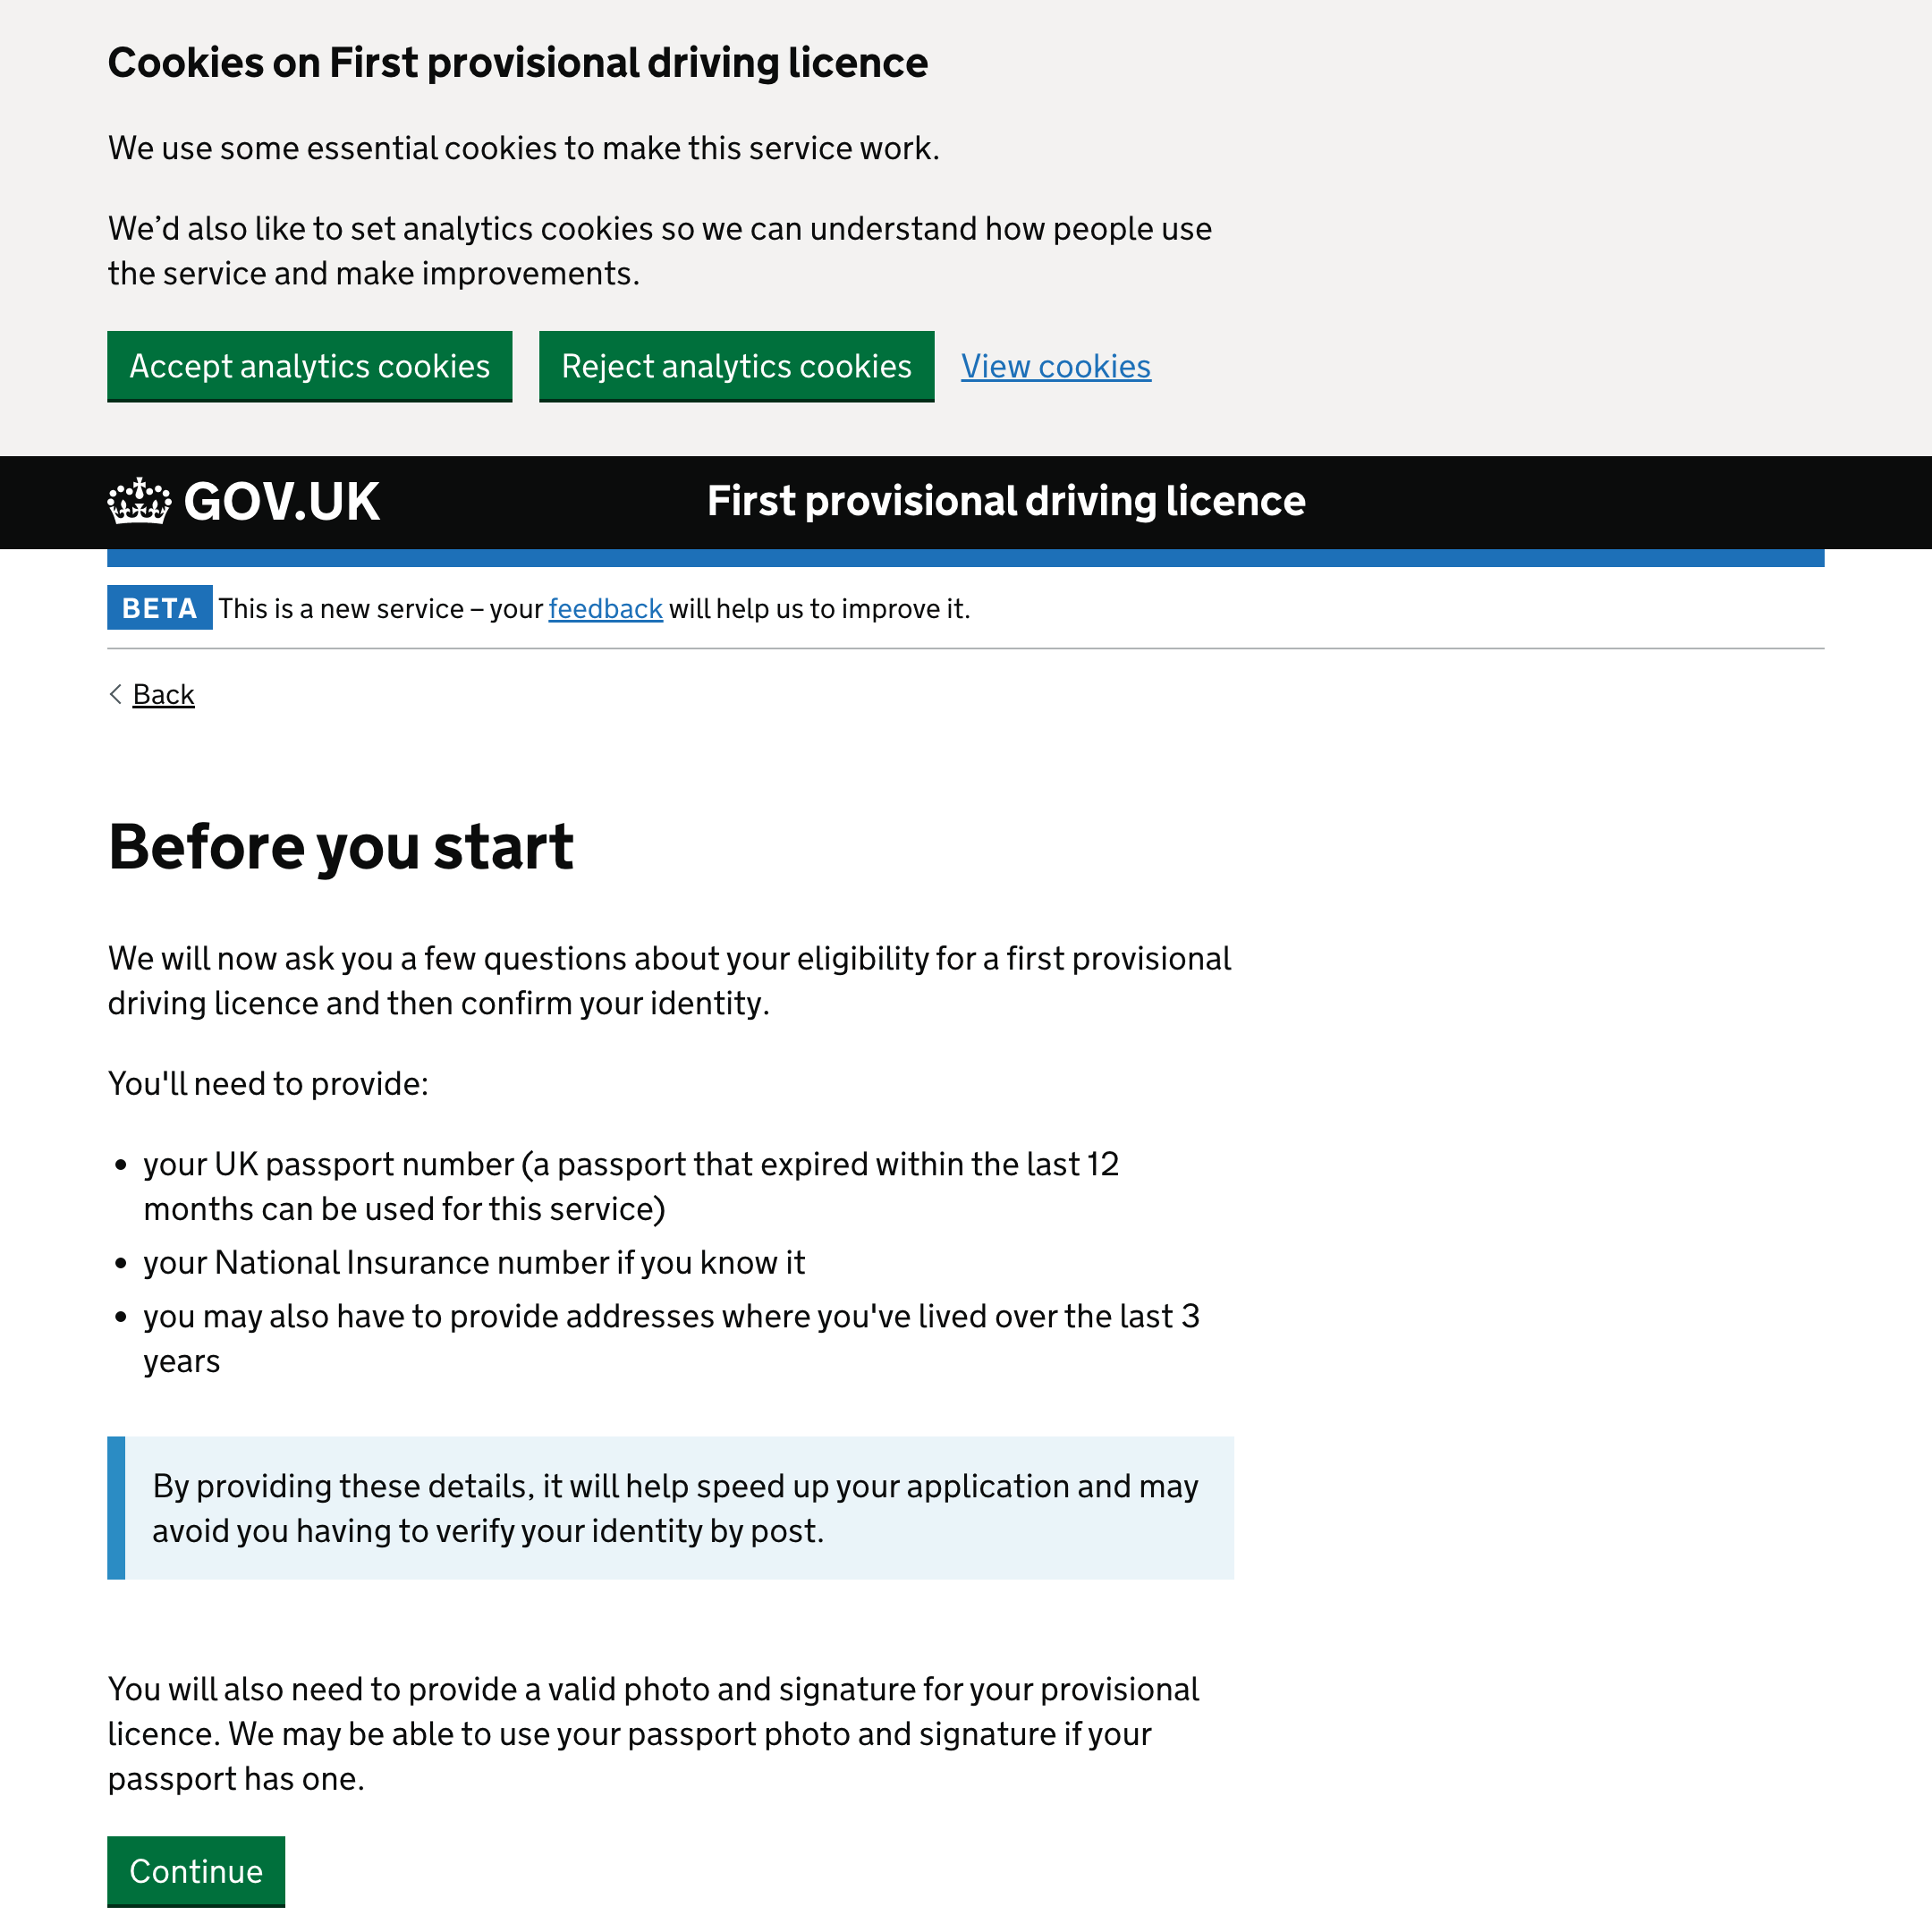 Cookies on First provisional driving licence
We use some essential cookies to make this service work.
We’d also like to set analytics cookies so we can understand how people use
the service and make improvements.
Accept analytics cookies
Reject analytics cookies
View cookies
GOV.UK
First provisional driving licence
BETA This is a new service – your feedback will help us to improve it.
Back
Before you start
We will now ask you a few questions about your eligibility for a first provisional
driving licence and then confirm your identity.
You'll need to provide:
• your UK passport number (a passport that expired within the last 12
months can be used for this service)
• your National Insurance number if you know it
• you may also have to provide addresses where you've lived over the last 3
years
By providing these details, it will help speed up your application and may
avoid you having to verify your identity by post.
You will also need to provide a valid photo and signature for your provisional
licence. We may be able to use your passport photo and signature if your
passport has one.
Continue